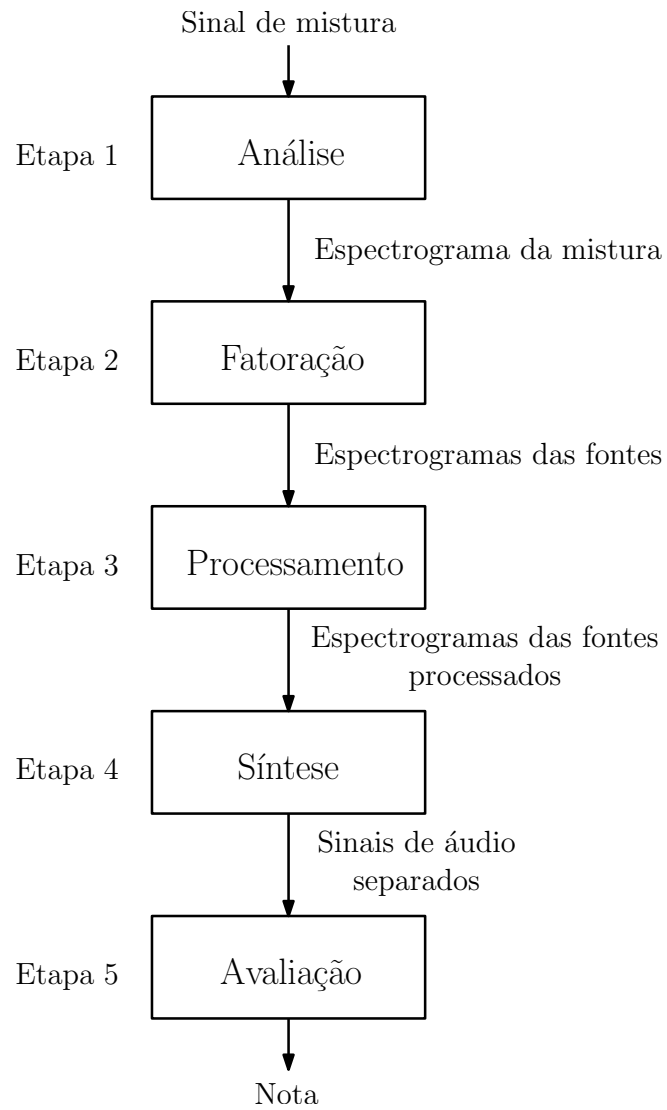 Sinal de mistura
Etapa 1
Análise
Espectrograma da mistura
Etapa 2
Fatoração
Espectrogramas das fontes
Etapa 3
Processamento
Espectrogramas das fontes
processados
Etapa 4
Síntese
Sinais de áudio
separados
Etapa 5
Avaliação
Nota